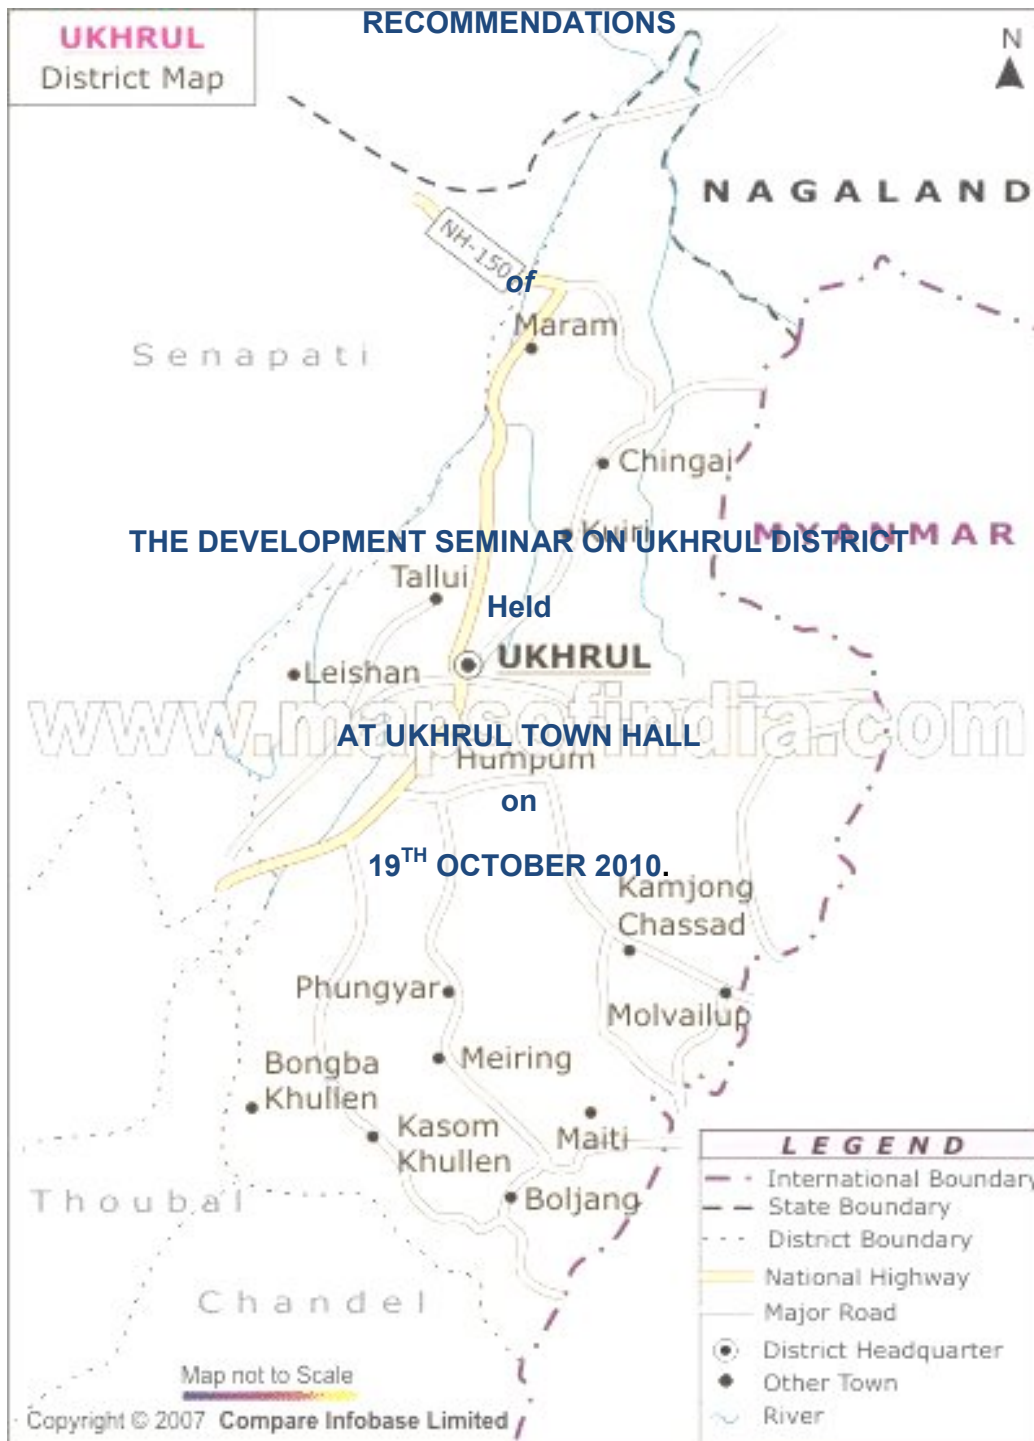 RECOMMENDATIONS
UKHRUL
District Map
N
NAGALAND
NH-150
of
Maram
Senapati
Chingai
Kuiri
THE DEVELOPMENT SEMINAR ON UKHRUL DISTRICT
MYANMAR
Tallui
Held
UKHRUL
Leishan
www.mapsofindia.com
AT UKHRUL TOWN HALL
Humpum
on
19TH OCTOBER 2010.
Kamjong
Chassad
Phungyar
Molvailup
Meiring
Bongba
Khullen
Maiti
Kasom
Khullen
Boljang
Thoubal
Chandel
LEGEND
International Boundary
State Boundary
District Boundary
National Highway
Major Road
District Headquarter
Other Town
River
Map not to Scale
Copyright © 2007 Compare Infobase Limited